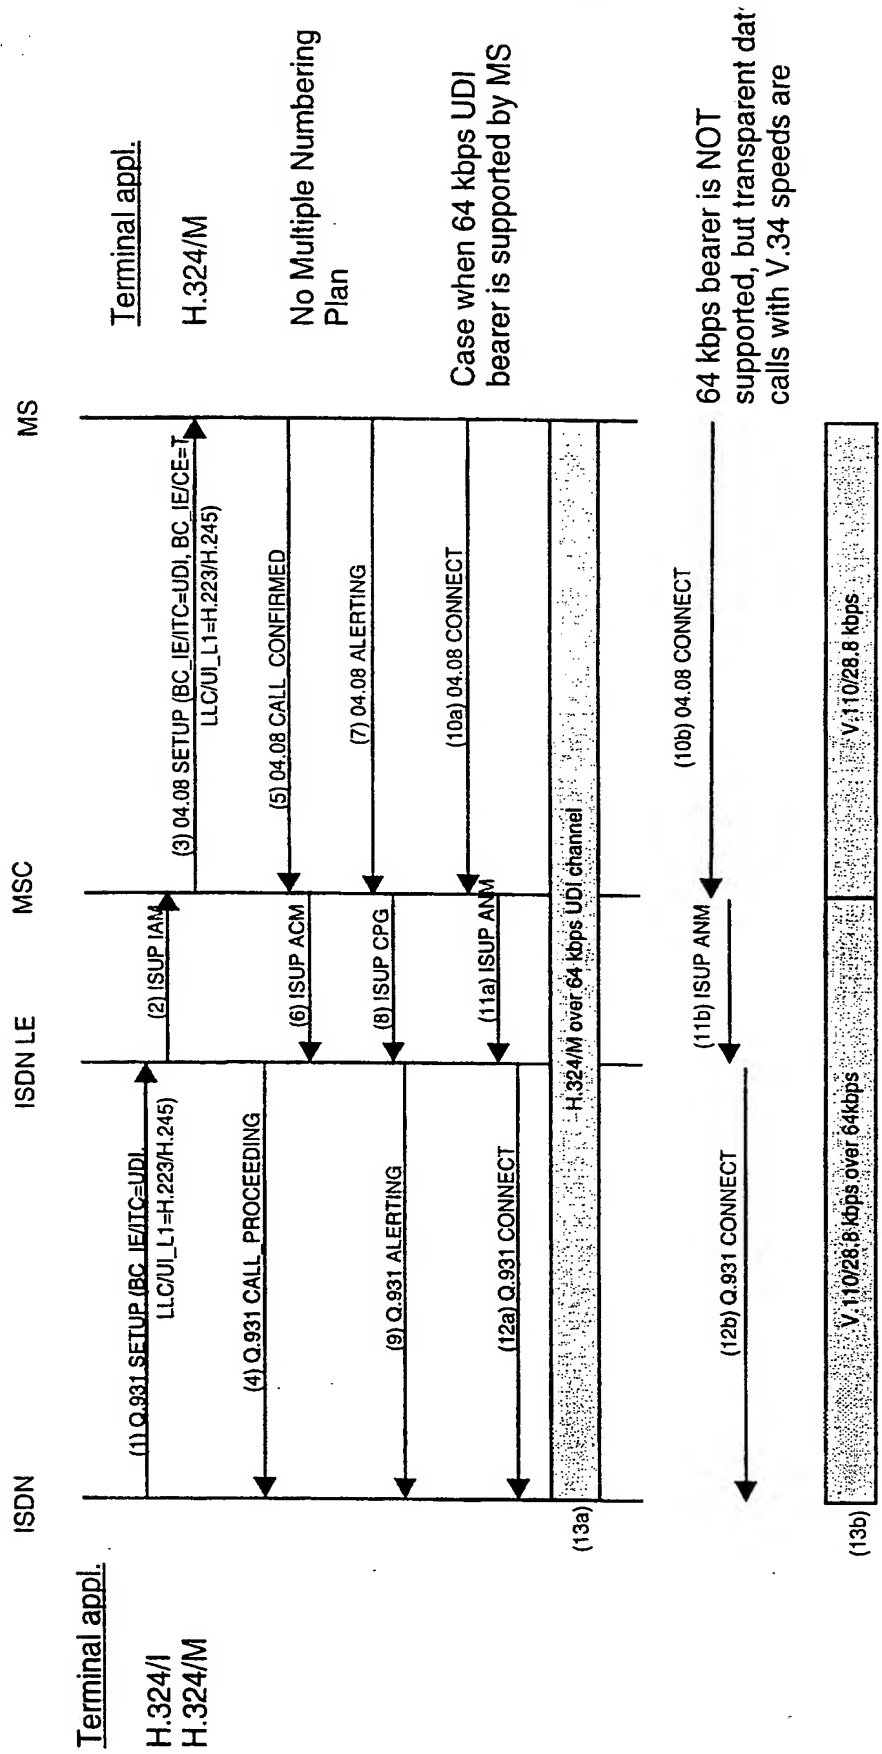 ISDN
ISDN LE
MSC
MS
Terminal appl.
H.324/I
H.324/M
Terminal appl.
H.324/M
No Multiple Numbering
Plan
Case when 64 kbps UDI
bearer is supported by MS
(1) Q.931 SETUP (BC_IE/ITC=UDI,
LLC/UI_L1=H.223/H.245)
(2) ISUP IAM
(3) 04.08 SETUP (BC_IE/ITC=UDI, BC_IE/CE=T
LLC/UI_L1=H.223/H.245)
(4) Q.931 CALL_PROCEEDING
(5) 04.08 CALL_CONFIRMED
(6) ISUP ACM
(7) 04.08 ALERTING
(8) ISUP CPG
(9) Q.931 ALERTING
(10a) 04.08 CONNECT
(11a) ISUP ANM
(12a) Q.931 CONNECT
(13a)
H.324/M over 64 kbps UDI channel
64 kbps bearer is NOT
supported, but transparent dat
calls with V.34 speeds are
(10b) 04.08 CONNECT
(11b) ISUP ANM
(12b) Q.931 CONNECT
(13b)
V.110/28.8 kbps over 64kbps
V.110/28.8 kbps